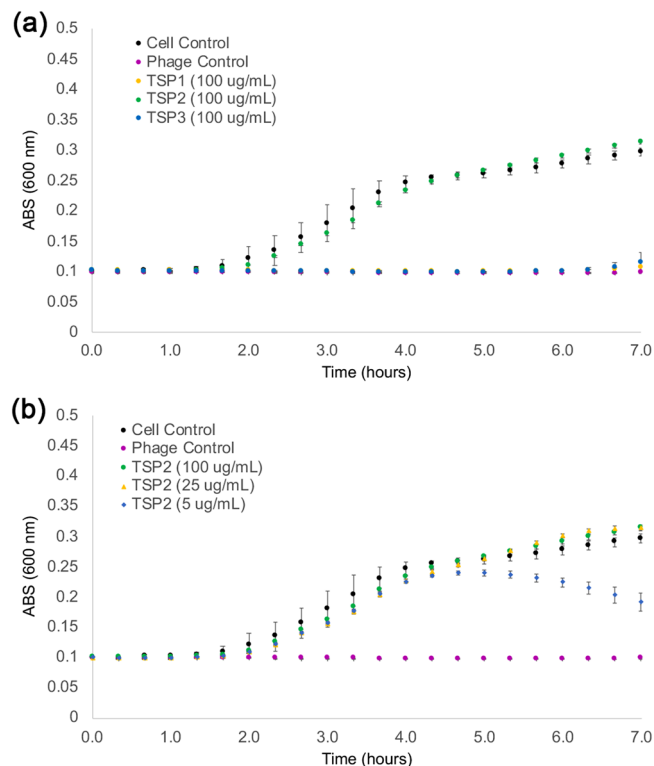 (a)
0.5
0.45
0.4
0.35
0.3
0.25
0.2
0.15
0.1
0.05
0
ABS (600 nm)
Cell Control
Phage Control
TSP1 (100 ug/mL)
TSP2 (100 ug/mL)
TSP3 (100 ug/mL)
0.0 1.0 2.0 3.0 4.0 5.0 6.0 7.0
Time (hours)
(b)
0.5
0.45
0.4
0.35
0.3
0.25
0.2
0.15
0.1
0.05
0
ABS (600 nm)
Cell Control
Phage Control
TSP2 (100 ug/mL)
TSP2 (25 ug/mL)
TSP2 (5 ug/mL)
0.0 1.0 2.0 3.0 4.0 5.0 6.0 7.0
Time (hours)